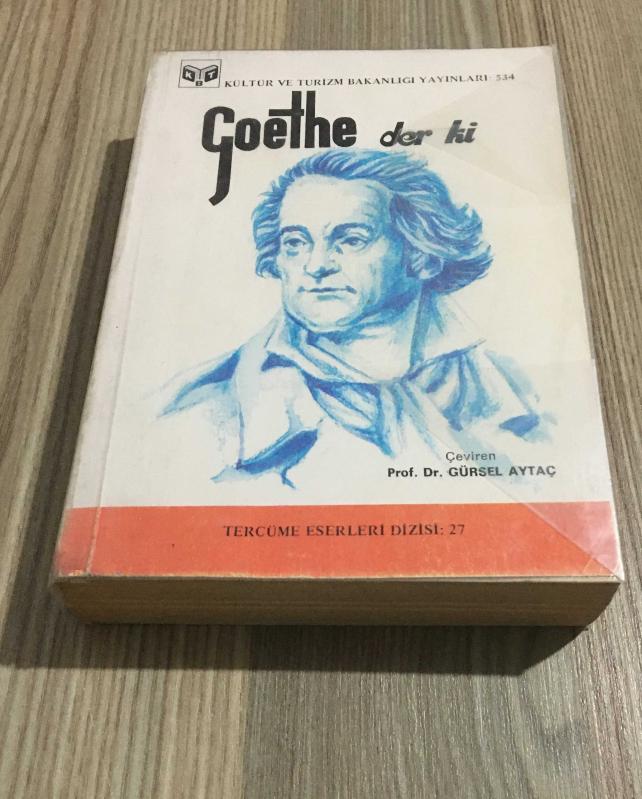 KBT
KÜLTÜR VE TURİZM BAKANLIĞI YAYINLARI: 534
Goethe der ki
Çeviren
Prof. Dr. GÜRSEL AYTAÇ
TERCÜME ESERLERİ DİZİSİ: 27